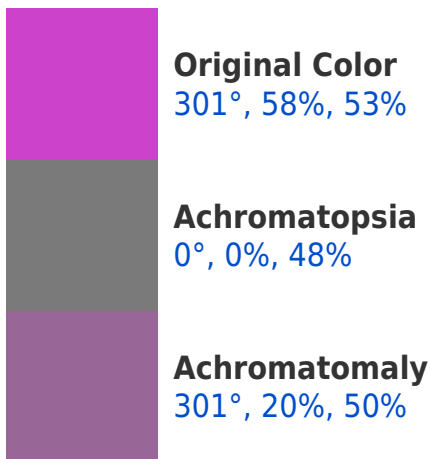 Original Color
301°, 58%, 53%
Achromatopsia
0°, 0%, 48%
Achromatomaly
301°, 20%, 50%